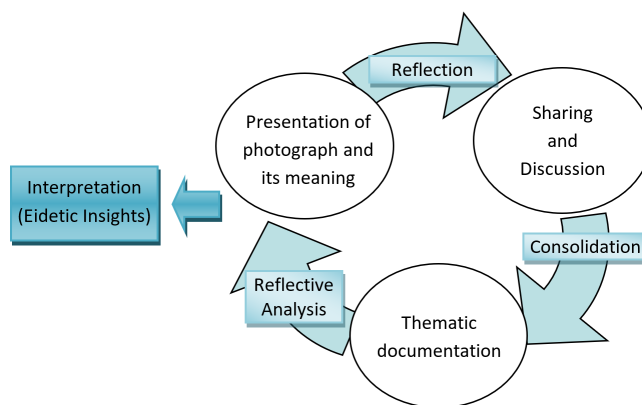 Reflection
Presentation of
photograph and
its meaning
Sharing
and
Discussion
Interpretation
(Eidetic Insights)
Consolidation
Reflective
Analysis
Thematic
documentation